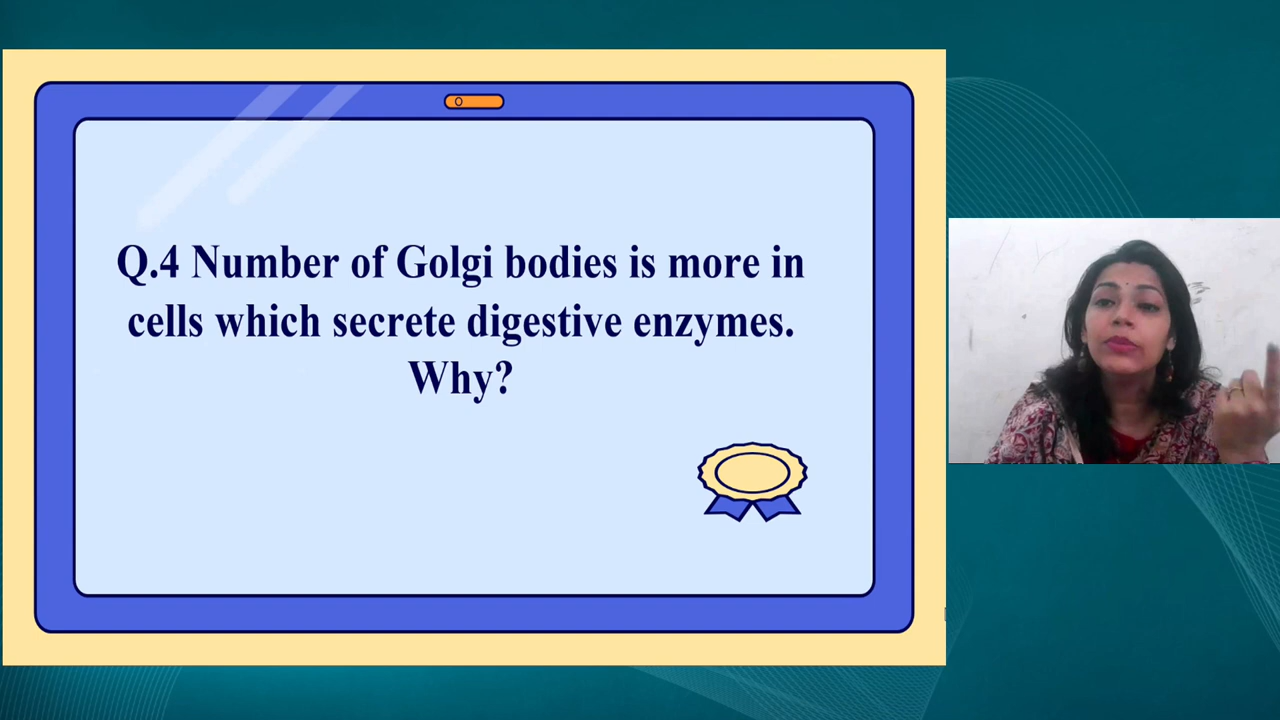 Q.4 Number of Golgi bodies is more in
cells which secrete digestive enzymes.
Why?